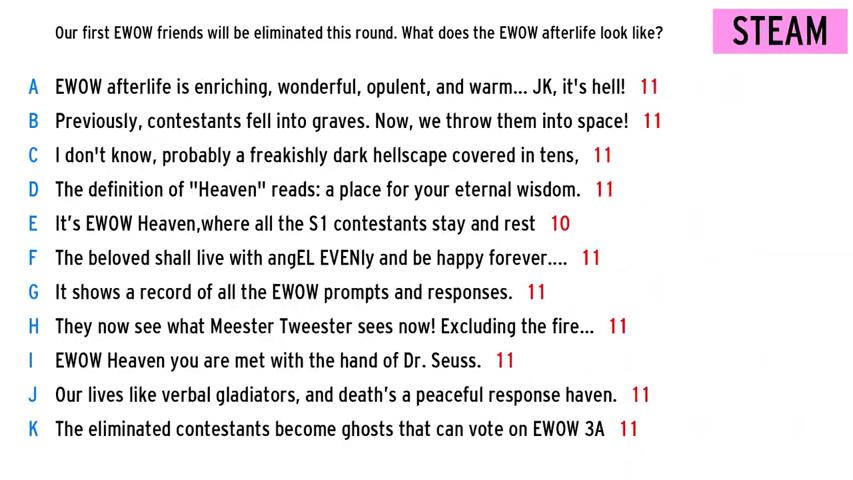 Our first EWOW friends will be eliminated this round. What does the EWOW afterlife look like?
STEAM
A EWOW afterlife is enriching, wonderful, opulent, and warm... JK, it's hell! 11
B Previously, contestants fell into graves. Now, we throw them into space! 11
C I don't know, probably a freakishly dark hellscape covered in tens, 11
D The definition of "Heaven" reads: a place for your eternal wisdom. 11
E It’s EWOW Heaven,where all the S1 contestants stay and rest 10
F The beloved shall live with angEL EVENly and be happy forever.... 11
G It shows a record of all the EWOW prompts and responses. 11
H They now see what Meester Tweester sees now! Excluding the fire... 11
I EWOW Heaven you are met with the hand of Dr. Seuss. 11
J Our lives like verbal gladiators, and death’s a peaceful response haven. 11
K The eliminated contestants become ghosts that can vote on EWOW 3A 11